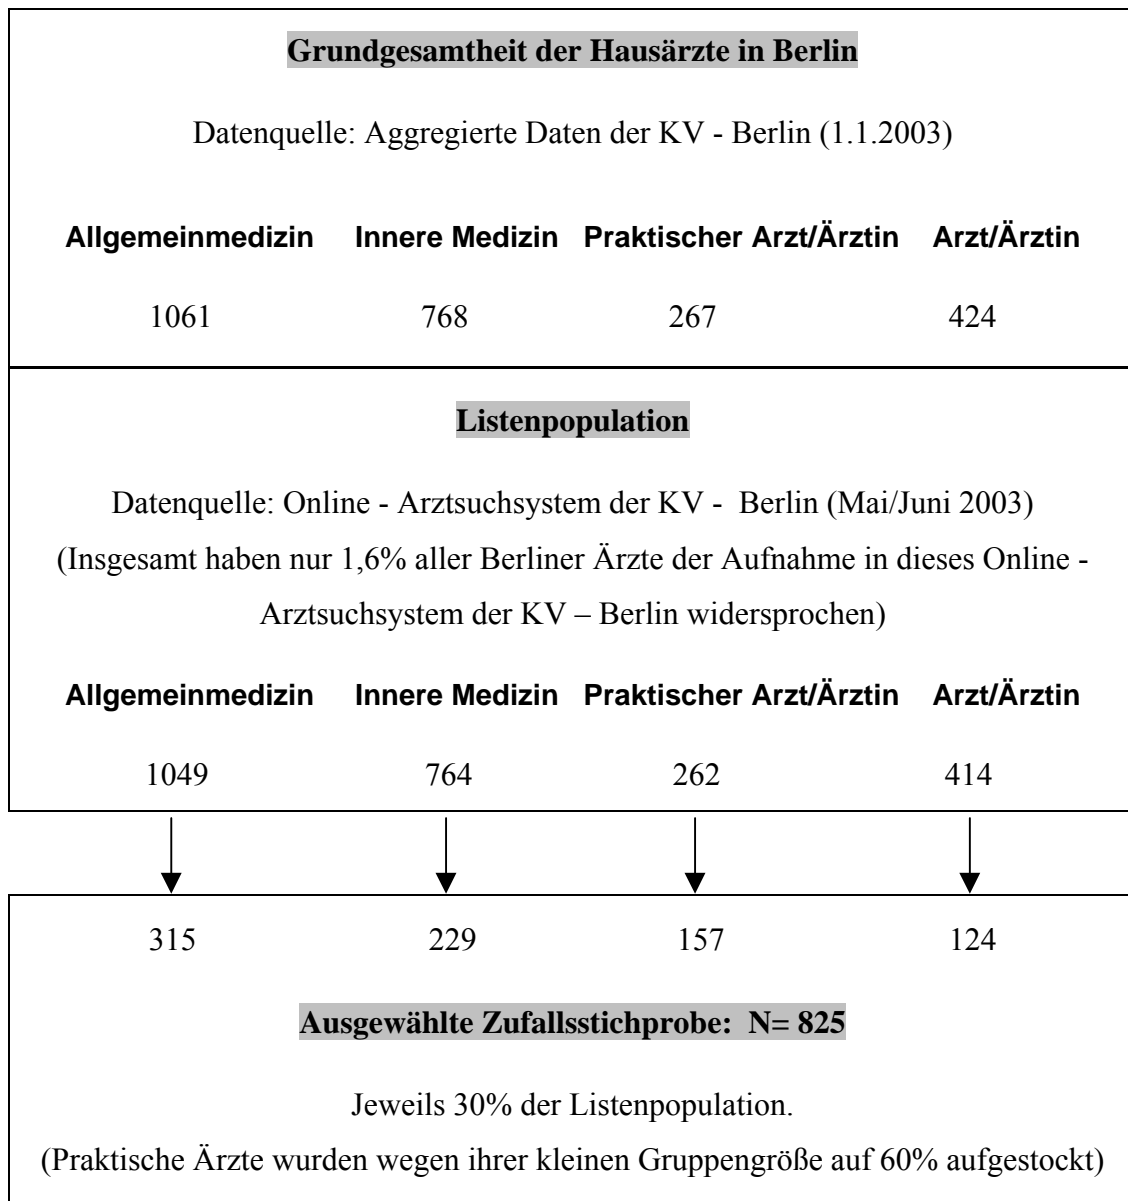 Grundgesamtheit der Hausärzte in Berlin
Datenquelle: Aggregierte Daten der KV - Berlin (1.1.2003)
Allgemeinmedizin Innere Medizin Praktischer Arzt/Ärztin Arzt/Ärztin
1061 768 267 424
Listenpopulation
Datenquelle: Online - Arztsuchsystem der KV - Berlin (Mai/Juni 2003)
(Insgesamt haben nur 1,6% aller Berliner Ärzte der Aufnahme in dieses Online -
Arztsuchsystem der KV – Berlin widersprochen)
Allgemeinmedizin Innere Medizin Praktischer Arzt/Ärztin Arzt/Ärztin
1049 764 262 414
315 229 157 124
Ausgewählte Zufallsstichprobe: N= 825
Jeweils 30% der Listenpopulation.
(Praktische Ärzte wurden wegen ihrer kleinen Gruppengröße auf 60% aufgestockt)